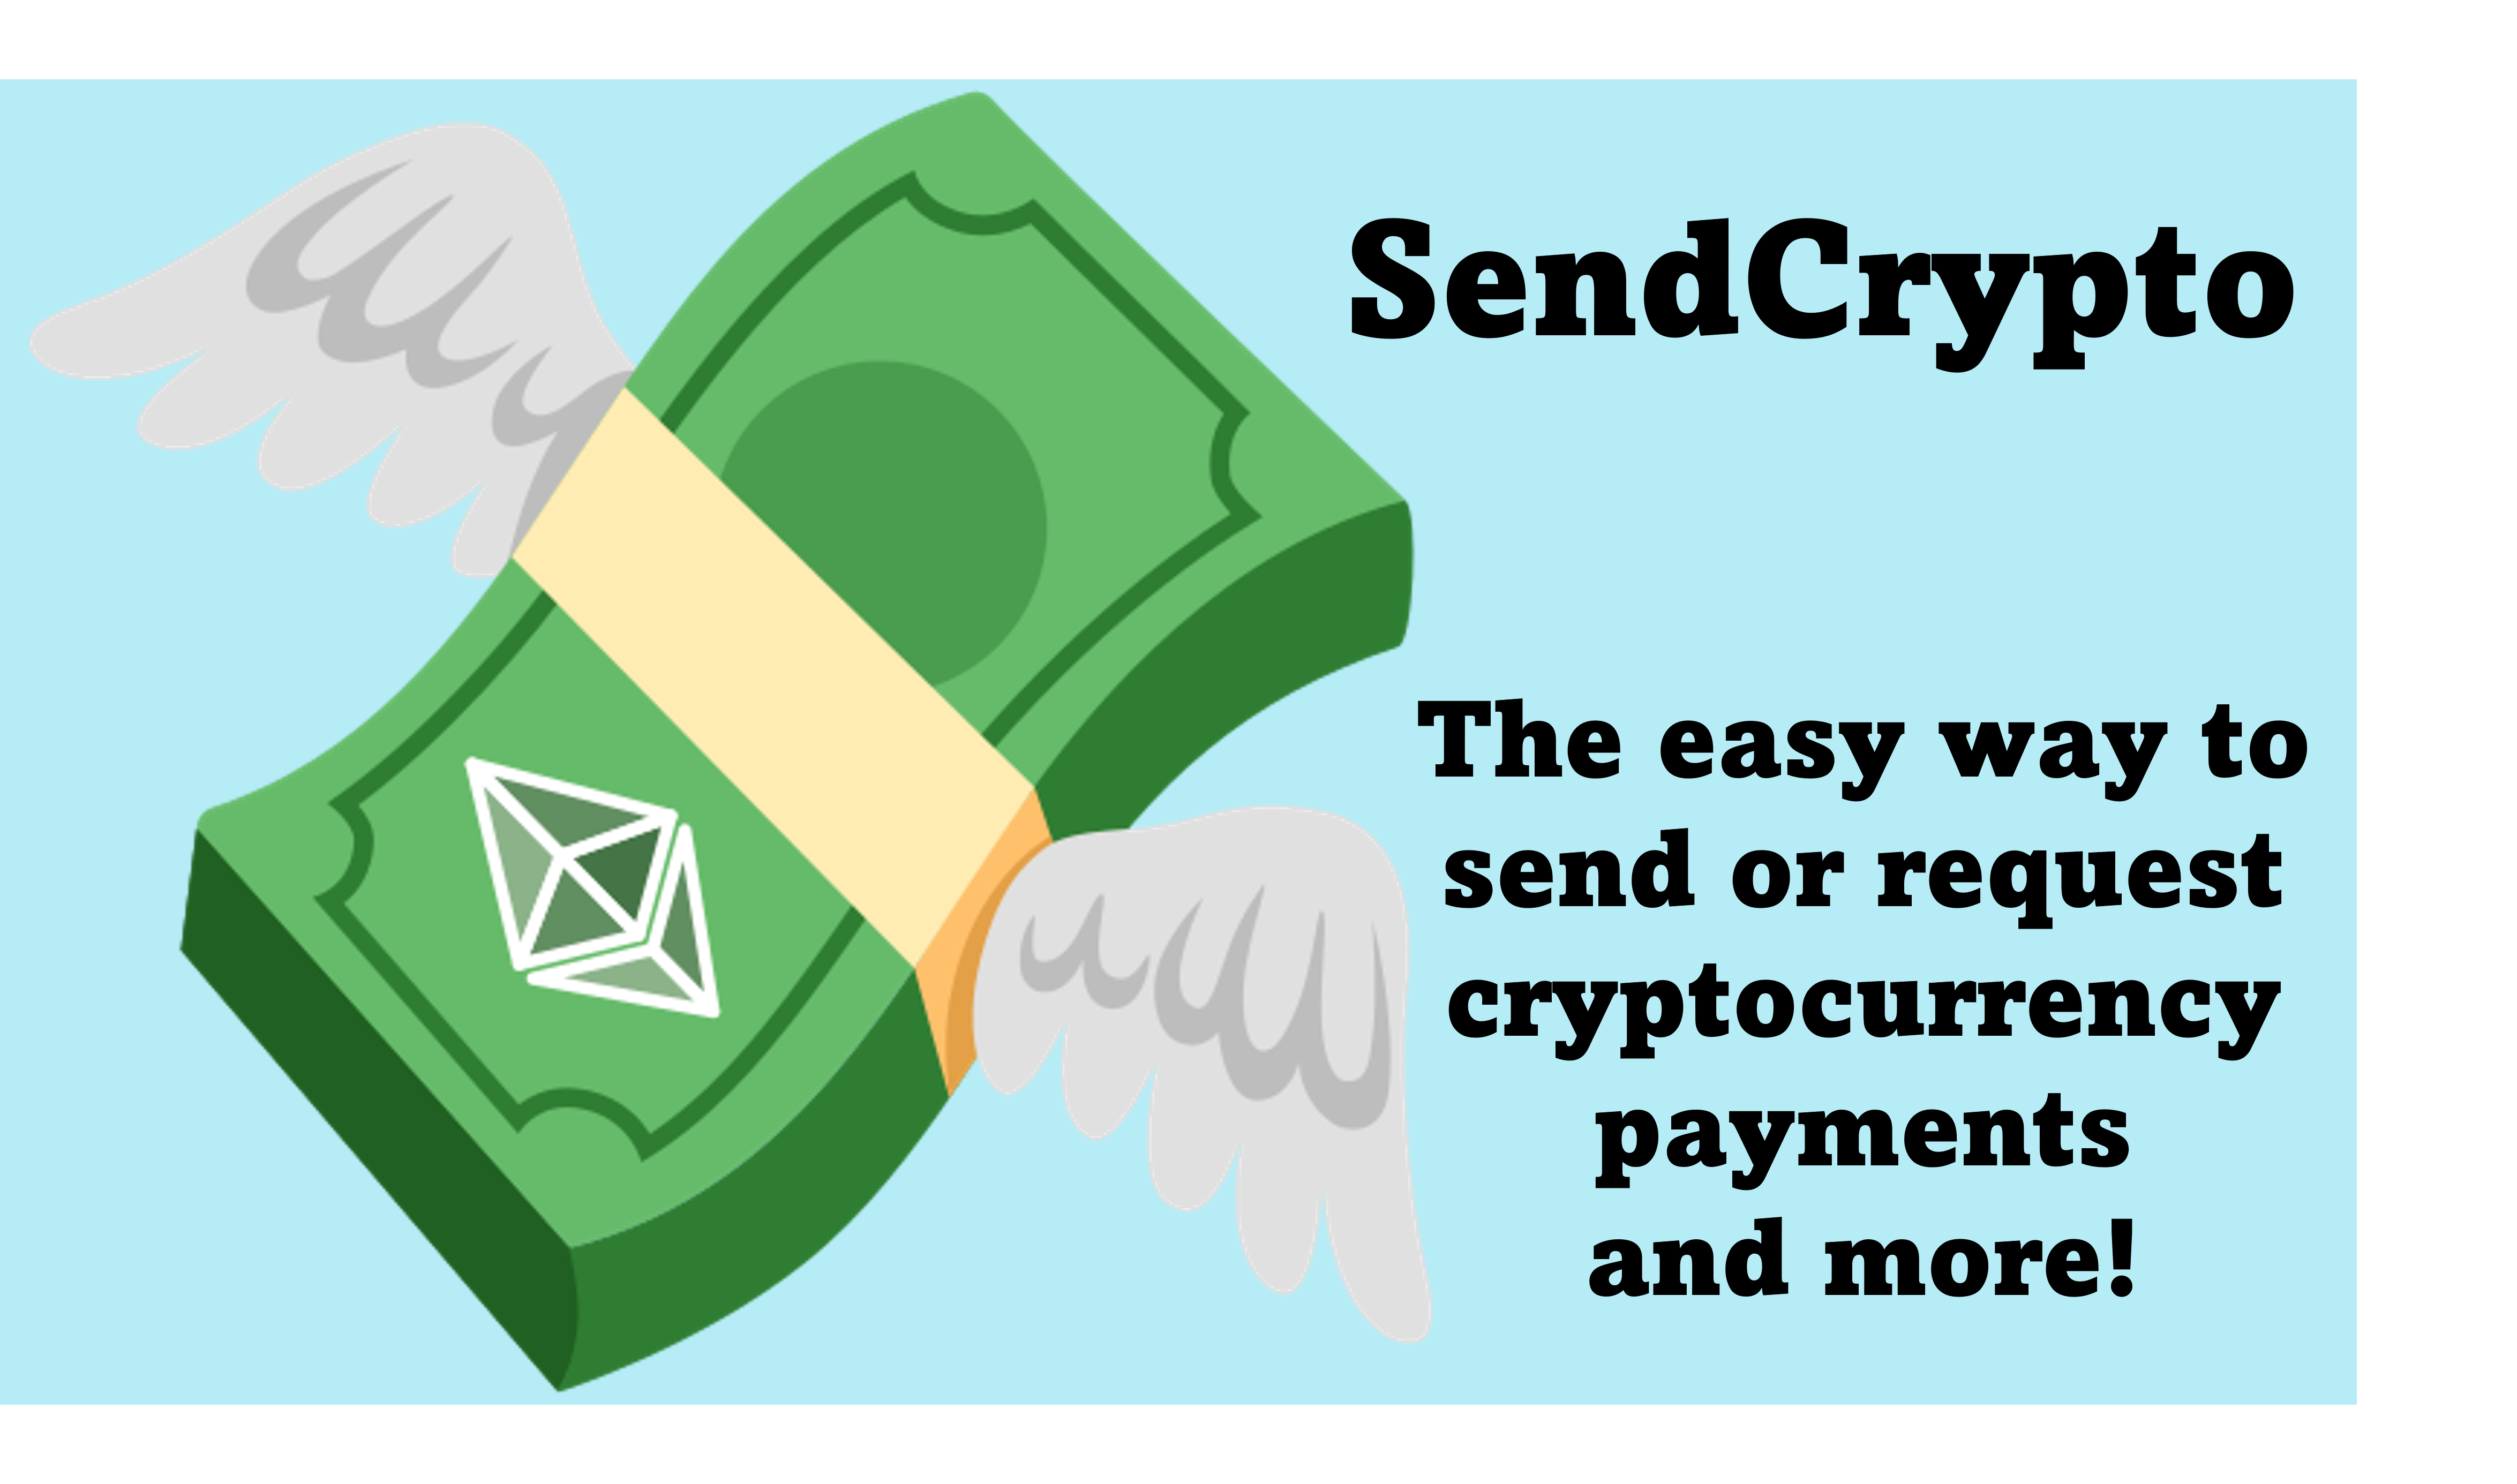 SendCrypto
The easy way to
send or request
cryptocurrency
payments
and more!